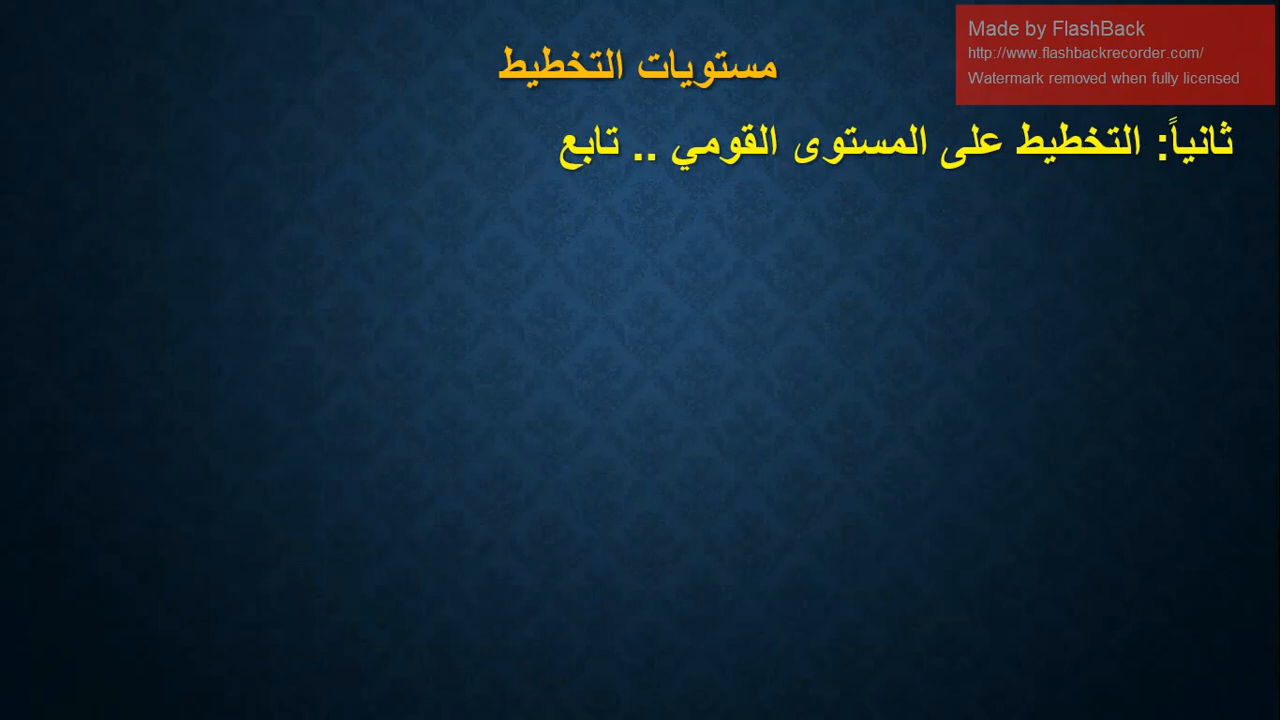 Made by FlashBack
http://www.flashbackrecorder.com/
Watermark removed when fully licensed
مستويات التخطيط
ثانياً: التخطيط على المستوى القومي .. تابع